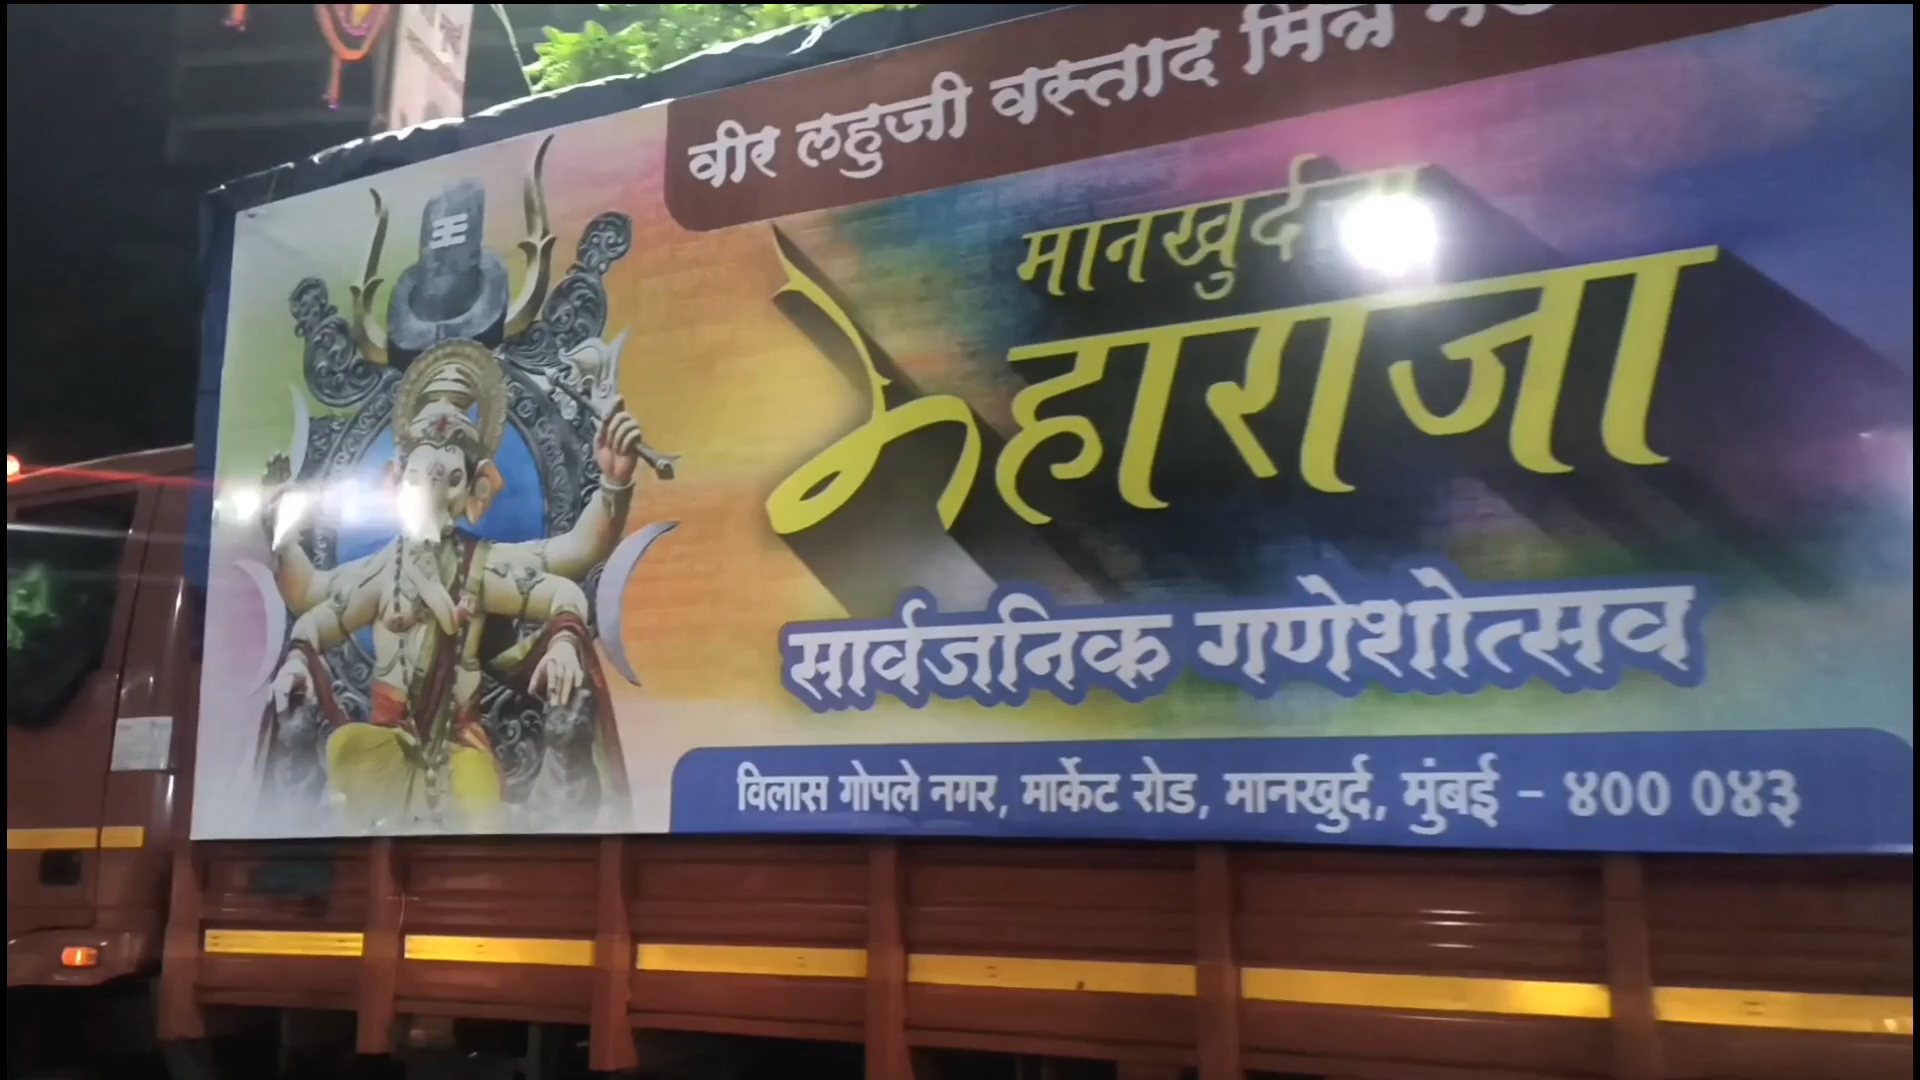 वीर लहुजी वस्ताद मित्र
मानखुर्द
महाराजा
सार्वजनिक गणेशोत्सव
विलास गोपले नगर, मार्केट रोड, मानखुर्द, मुंबई - ४०० ०४३